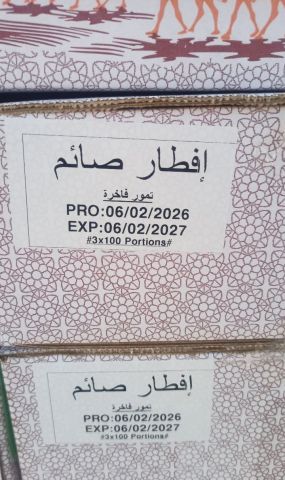 إفطار صائم
تمور فاخرة
PRO:06/02/2026
EXP:06/02/2027
#3x100 Portions#
إفطار صائم
تمور فاخرة
PRO:06/02/2026
EXP:06/02/2027
#3x100 Portions#